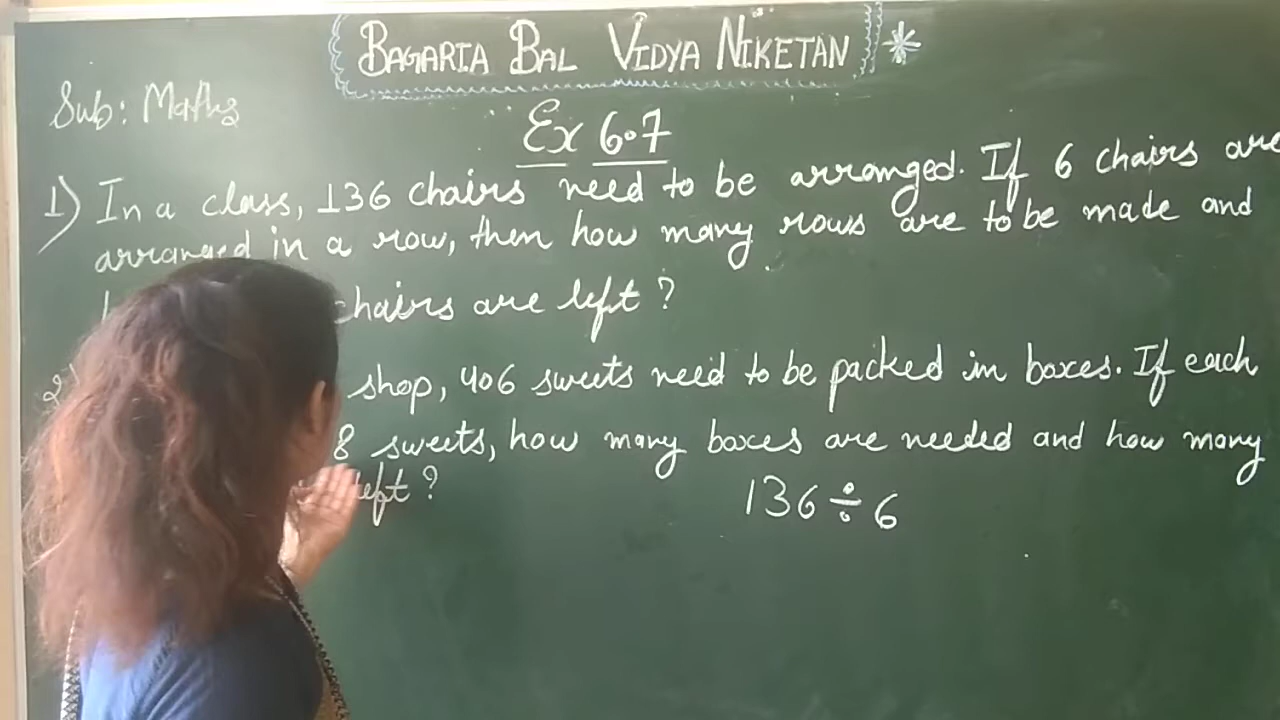 BAGARIA BAL VIDYA NIKETAN
Sub: Maths
Ex 6.7
1) In a class, 136 chairs need to be arranged. If 6 chairs are
arranged in a row, then how many rows are to be made and
chairs are left?
2) shop, 406 sweets need to be packed in boxes. If each
8 sweets, how many boxes are needed and how many
left?
136 ÷ 6